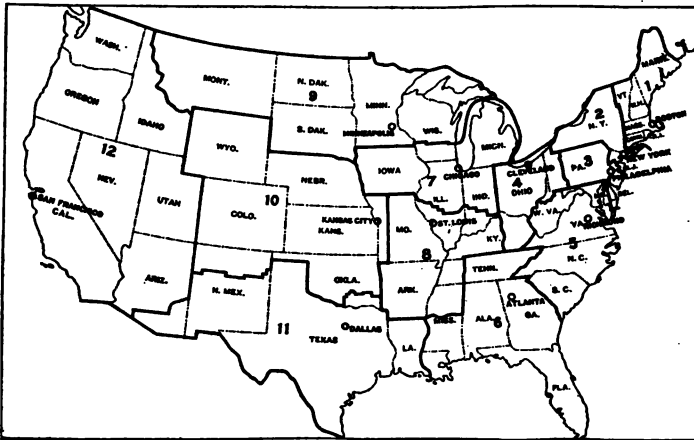 WASH.
MONT.
N. DAK.
9
MINN.
MAINE
OREGON
IDAHO
S. DAK.
MINNEAPOLIS
WIS.
MICH.
VT.
N.H.
1
MASS.
BOSTON
R.I.
2
N.Y.
NEW YORK
N.J.
PHILADELPHIA
WYO.
IOWA
7
CHICAGO
CLEVELAND
4
OHIO
PA.
3
DEL.
12
NEV.
UTAH
NEBR.
ILL.
IND.
W. VA.
VA.
RICHMOND
SAN FRANCISCO
CAL.
COLO.
10
KANSAS CITY
KANS.
MO.
ST. LOUIS
8
KY.
5
N.C.
TENN.
ARIZ.
N. MEX.
OKLA.
ARK.
S. C.
ATLANTA
GA.
11
TEXAS
DALLAS
LA.
MISS.
ALA.
6
FLA.